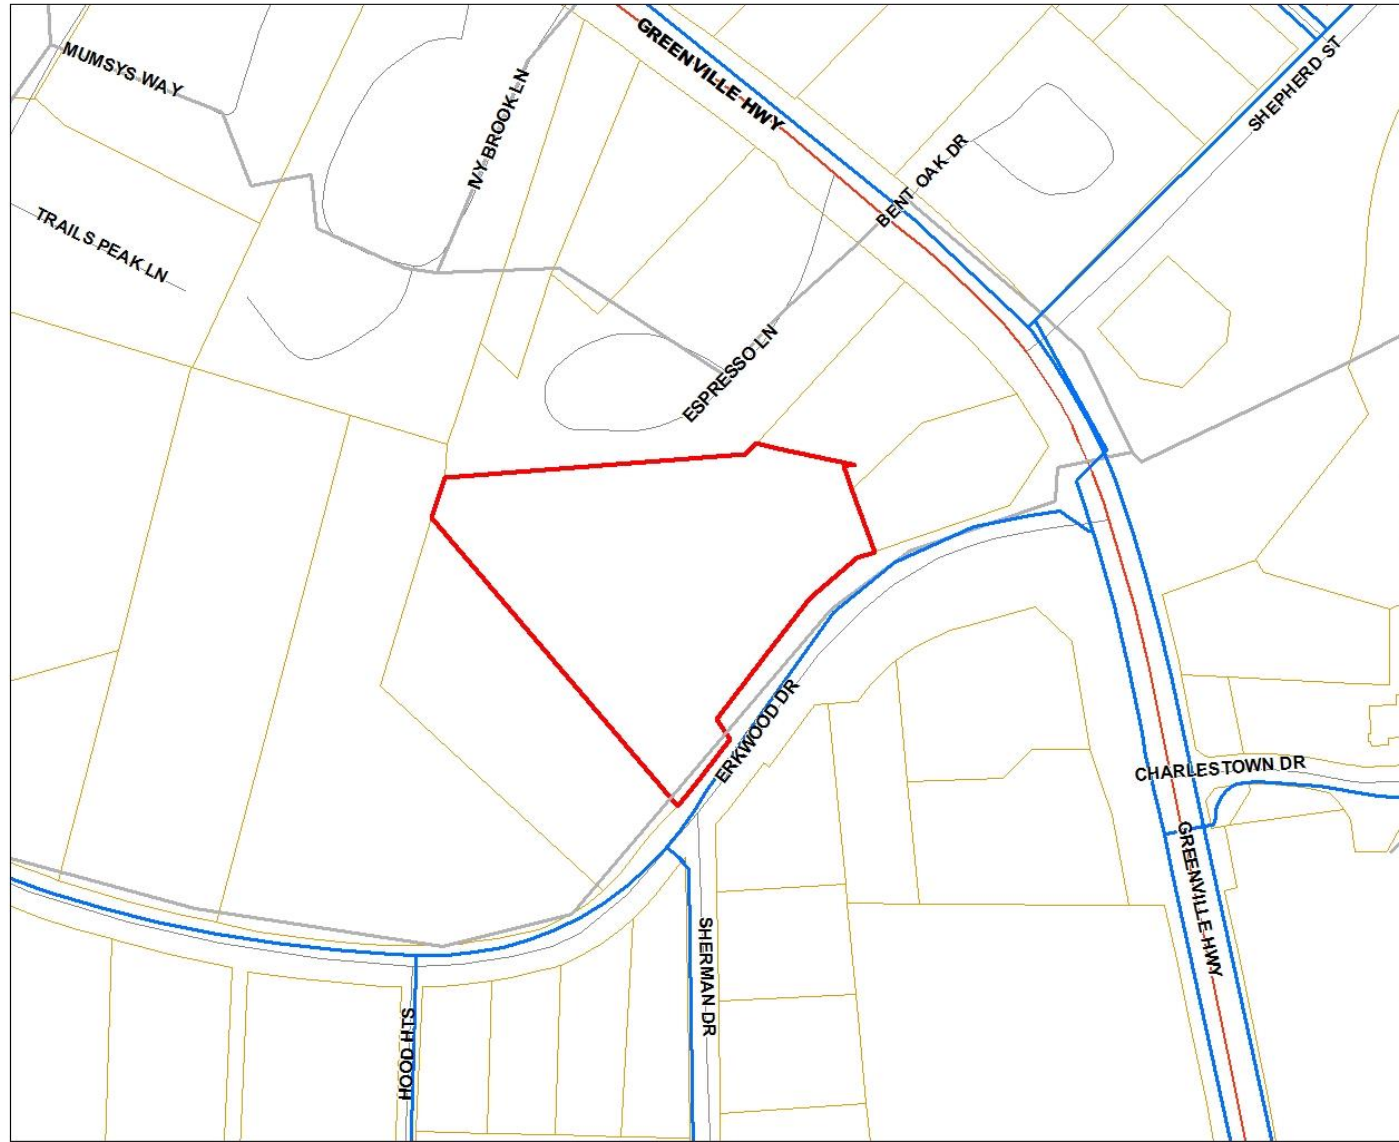 GREENVILLE HWY
MUMSYS WAY
SHEPHERD ST
IVY BROOK LN
BENT OAK DR
TRAILS PEAK LN
ESPRESSO LN
ERKWOOD DR
CHARLESTOWN DR
GREENVILLE HWY
SHERMAN DR
HOOD HTS